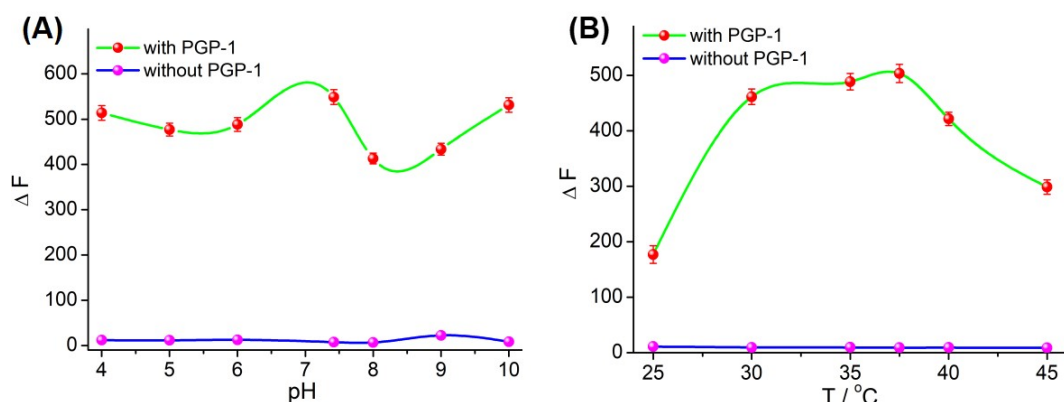 (A)
with PGP-1
without PGP-1
600
500
400
300
200
100
0
Δ F
4 5 6 7 8 9 10
pH
(B)
with PGP-1
without PGP-1
500
400
300
200
100
0
Δ F
25 30 35 40 45
T / °C